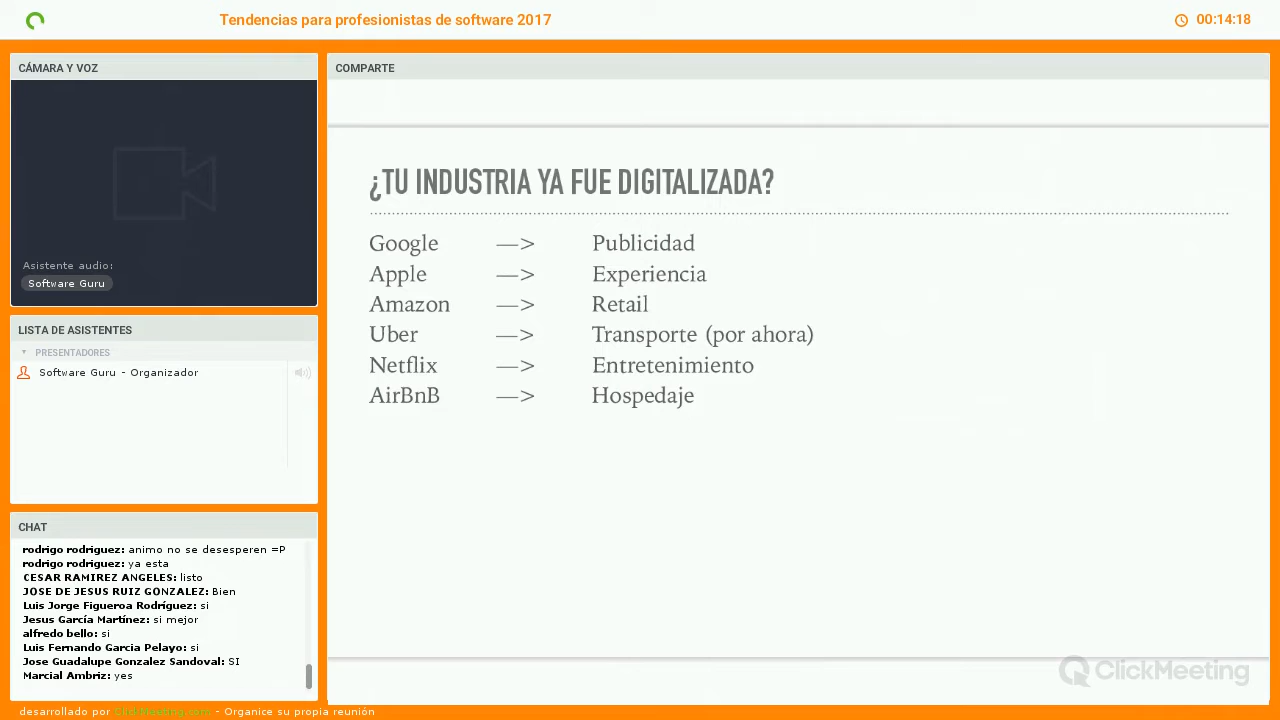 Tendencias para profesionistas de software 2017
00:14:18
CÁMARA Y VOZ
Asistente audio:
Software Guru
LISTA DE ASISTENTES
PRESENTADORES
Software Guru - Organizador
CHAT
rodrigo rodriguez: animo no se desesperen =P
rodrigo rodriguez: ya esta
CESAR RAMIREZ ANGELES: listo
JOSE DE JESUS RUIZ GONZALEZ: Bien
Luis Jorge Figueroa Rodríguez: si
Jesus García Martínez: si mejor
alfredo bello: si
Luis Fernando Garcia Pelayo: si
Jose Guadalupe Gonzalez Sandoval: SI
Marcial Ambriz: yes
COMPARTE
¿TU INDUSTRIA YA FUE DIGITALIZADA?
Google —> Publicidad
Apple —> Experiencia
Amazon —> Retail
Uber —> Transporte (por ahora)
Netflix —> Entretenimiento
AirBnB —> Hospedaje
ClickMeeting
desarrollado por ClickMeeting.com - Organice su propia reunión